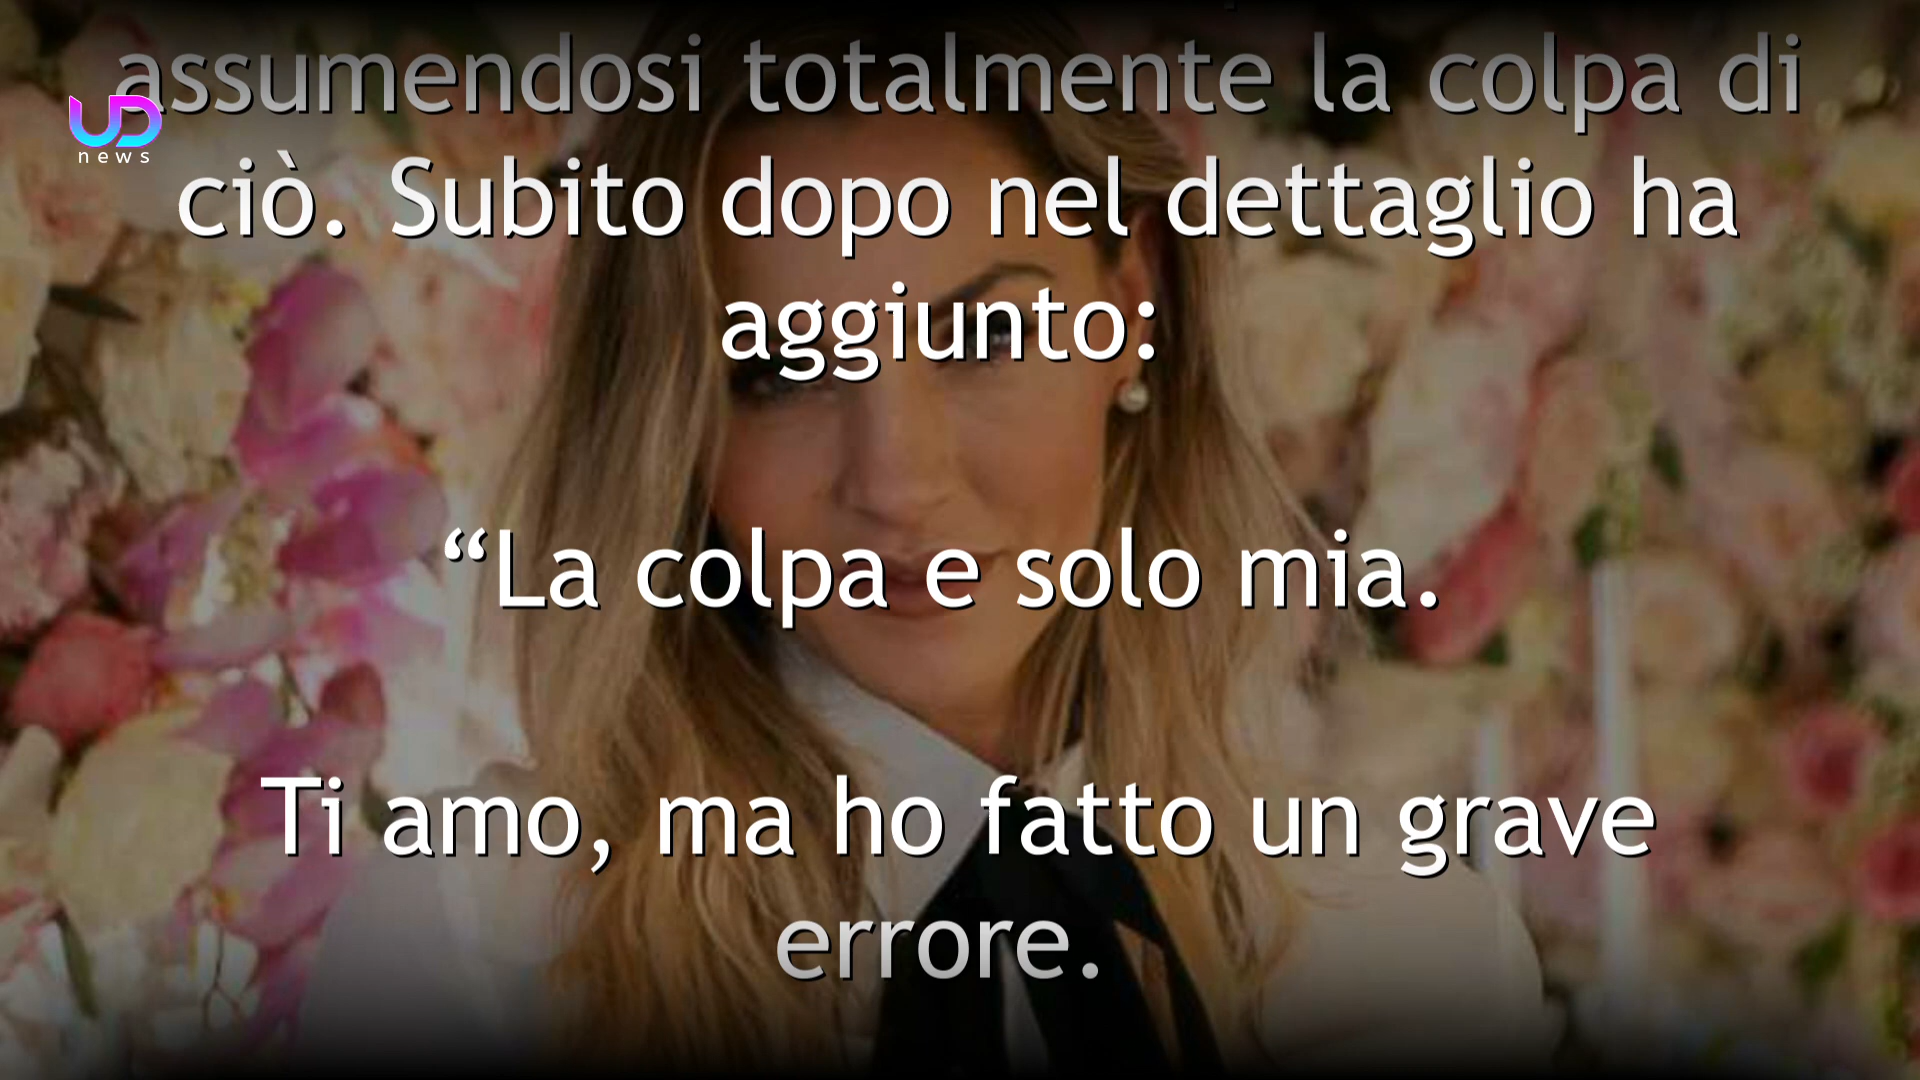 assumendosi totalmente la colpa di
UD
news
ciò. Subito dopo nel dettaglio ha
aggiunto:
“La colpa e solo mia.
Ti amo, ma ho fatto un grave
errore.